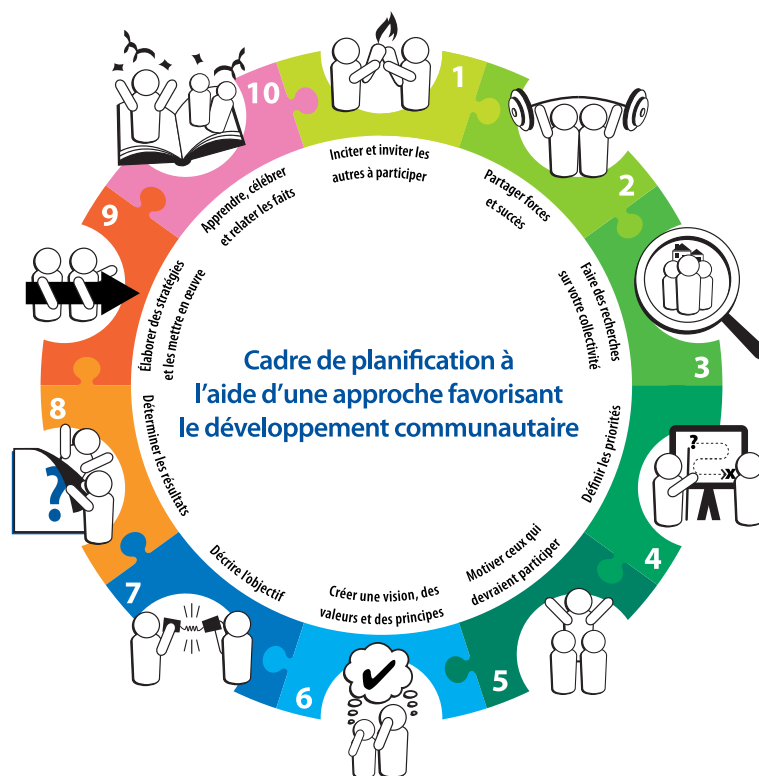 Cadre de planification à
l’aide d’une approche favorisant
le développement communautaire
1
Inciter et inviter les
autres à participer
2
Partager forces
et succès
3
Faire des recherches
sur votre collectivité
4
Définir les priorités
?
x
5
Motiver ceux qui
devraient participer
6
Créer une vision, des
valeurs et des principes
7
Décrire l’objectif
8
Déterminer les résultats
?
9
Élaborer des stratégies
et les mettre en œuvre
10
Apprendre, célébrer
et relater les faits